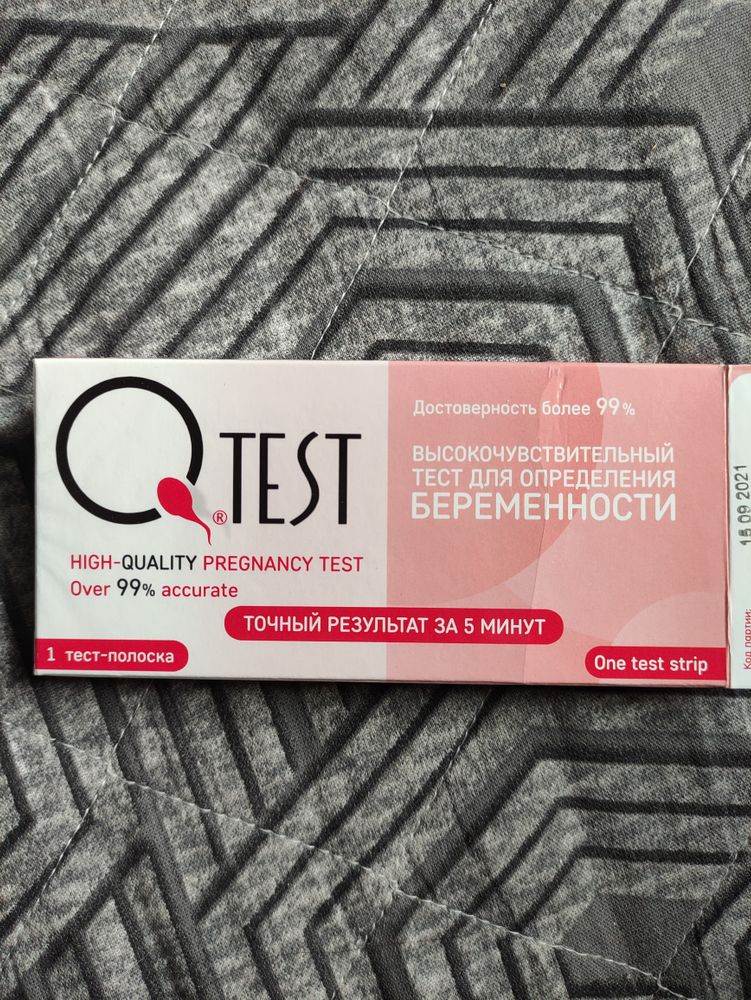 QTEST
®
HIGH-QUALITY PREGNANCY TEST
Over 99% accurate
Достоверность более 99%
ВЫСОКОЧУВСТВИТЕЛЬНЫЙ
ТЕСТ ДЛЯ ОПРЕДЕЛЕНИЯ
БЕРЕМЕННОСТИ
ТОЧНЫЙ РЕЗУЛЬТАТ ЗА 5 МИНУТ
1 тест-полоска
One test strip
15 09 2021
Код партии: